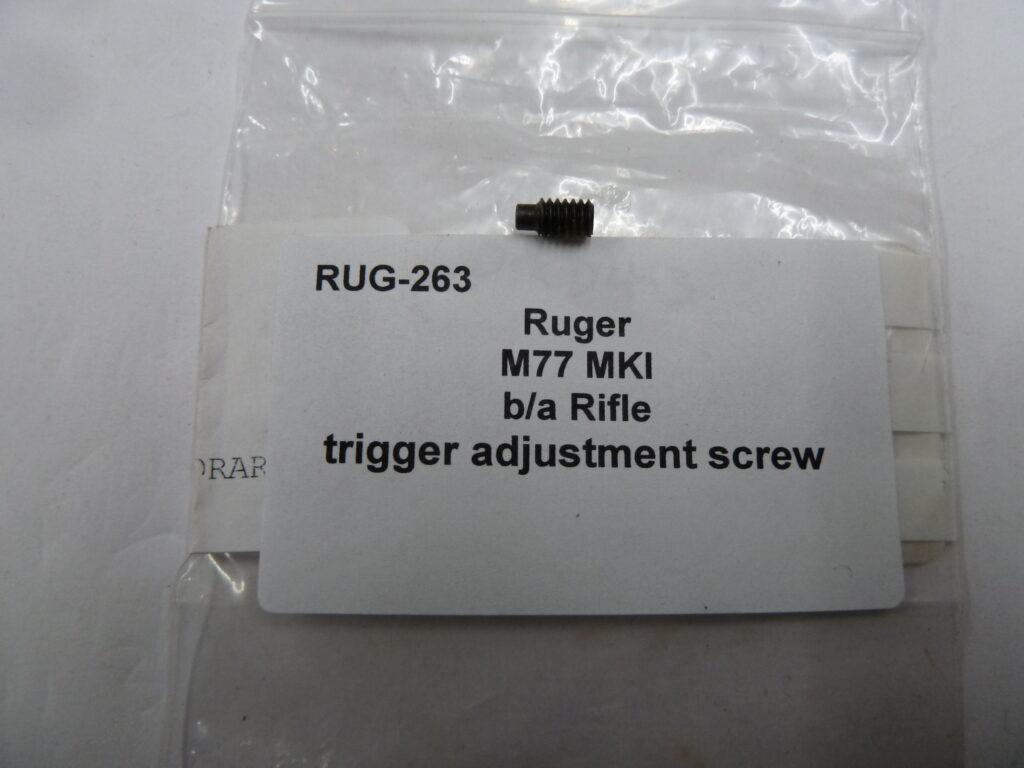 RUG-263
Ruger
M77 MKI
b/a Rifle
trigger adjustment screw